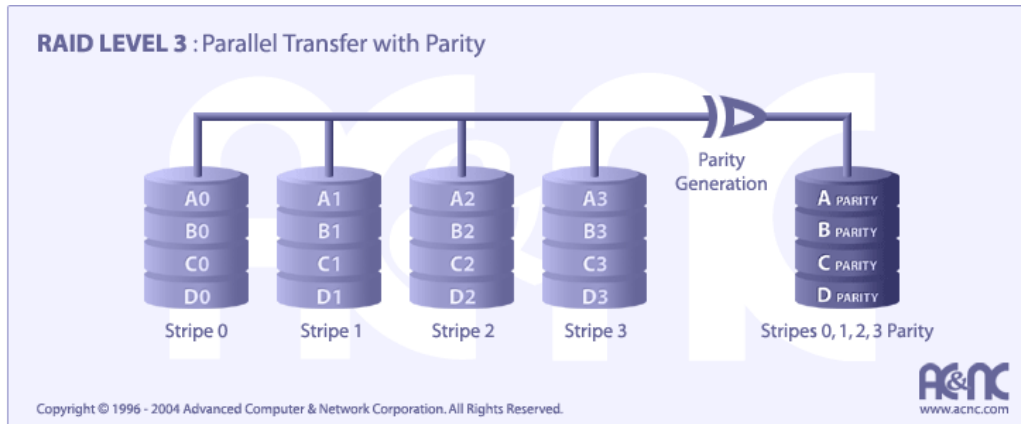 RAID LEVEL 3 : Parallel Transfer with Parity
Parity
Generation
A0 A1 A2 A3 A PARITY
B0 B1 B2 B3 B PARITY
C0 C1 C2 C3 C PARITY
D0 D1 D2 D3 D PARITY
Stripe 0 Stripe 1 Stripe 2 Stripe 3 Stripes 0, 1, 2, 3 Parity
AC&NC
www.acnc.com
Copyright © 1996 - 2004 Advanced Computer & Network Corporation. All Rights Reserved.